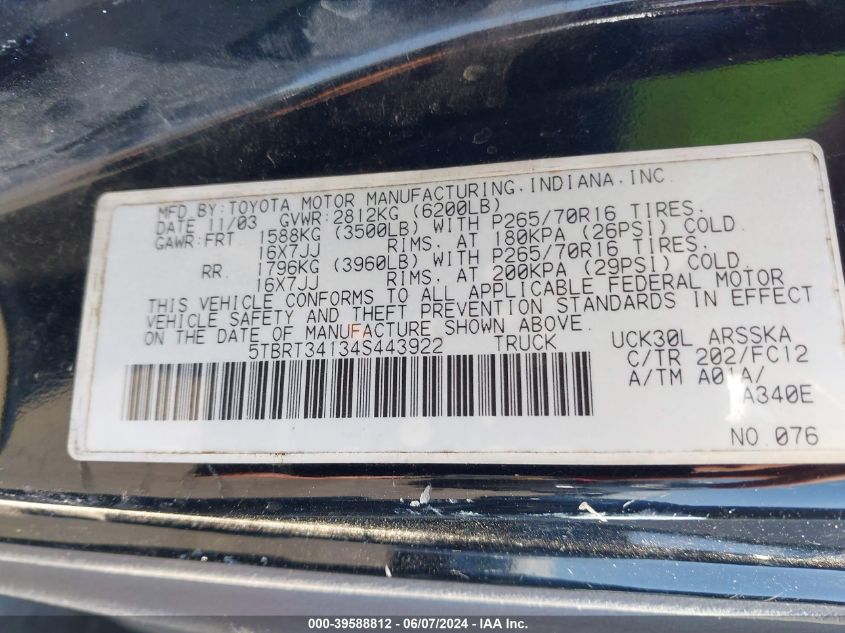 MFD.BY:TOYOTA MOTOR MANUFACTURING,INDIANA,INC.
DATE 11/03 GVWR:2812KG (6200LB)
GAWR:FRT 1588KG (3500LB) WITH P265/70R16 TIRES,
16X7JJ RIMS, AT 180KPA (26PSI) COLD.
RR. 1796KG (3960LB) WITH P265/70R16 TIRES,
16X7JJ RIMS, AT 200KPA (29PSI) COLD.
THIS VEHICLE CONFORMS TO ALL APPLICABLE FEDERAL MOTOR
VEHICLE SAFETY AND THEFT PREVENTION STANDARDS IN EFFECT
ON THE DATE OF MANUFACTURE SHOWN ABOVE.
5TBRT34134S443922 TRUCK
UCK30L ARSSKA
C/TR 202/FC12
A/TM A01A/
A340E
NO.076
000-39588812 - 06/07/2024 - IAA Inc.